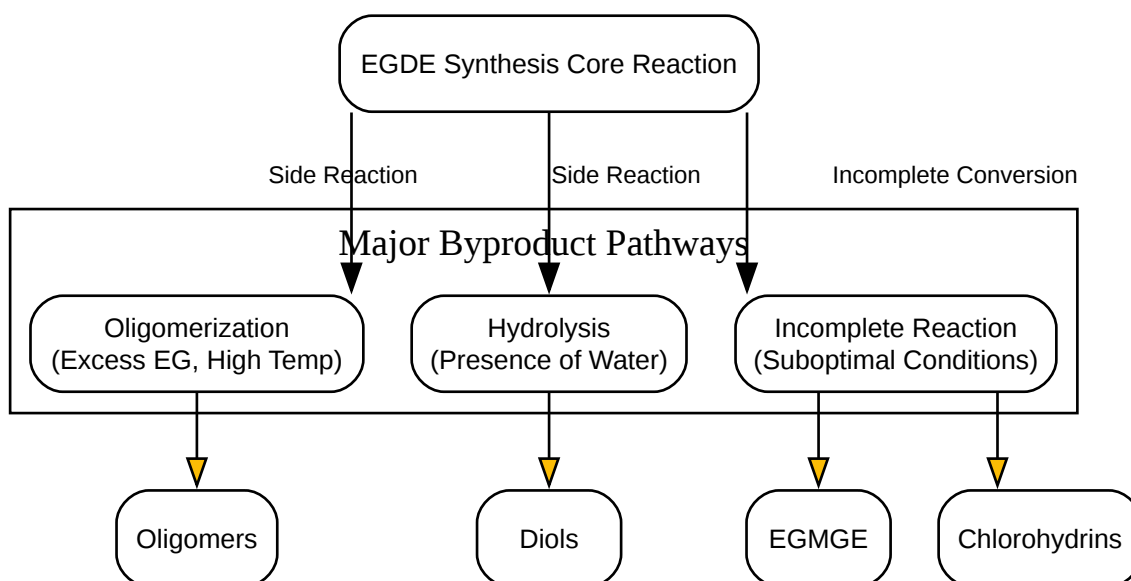 EGDE Synthesis Core Reaction
Side Reaction
Side Reaction
Incomplete Conversion
Major Byproduct Pathways
Oligomerization
(Excess EG, High Temp)
Hydrolysis
(Presence of Water)
Incomplete Reaction
(Suboptimal Conditions)
Oligomers
Diols
EGMGE
Chlorohydrins